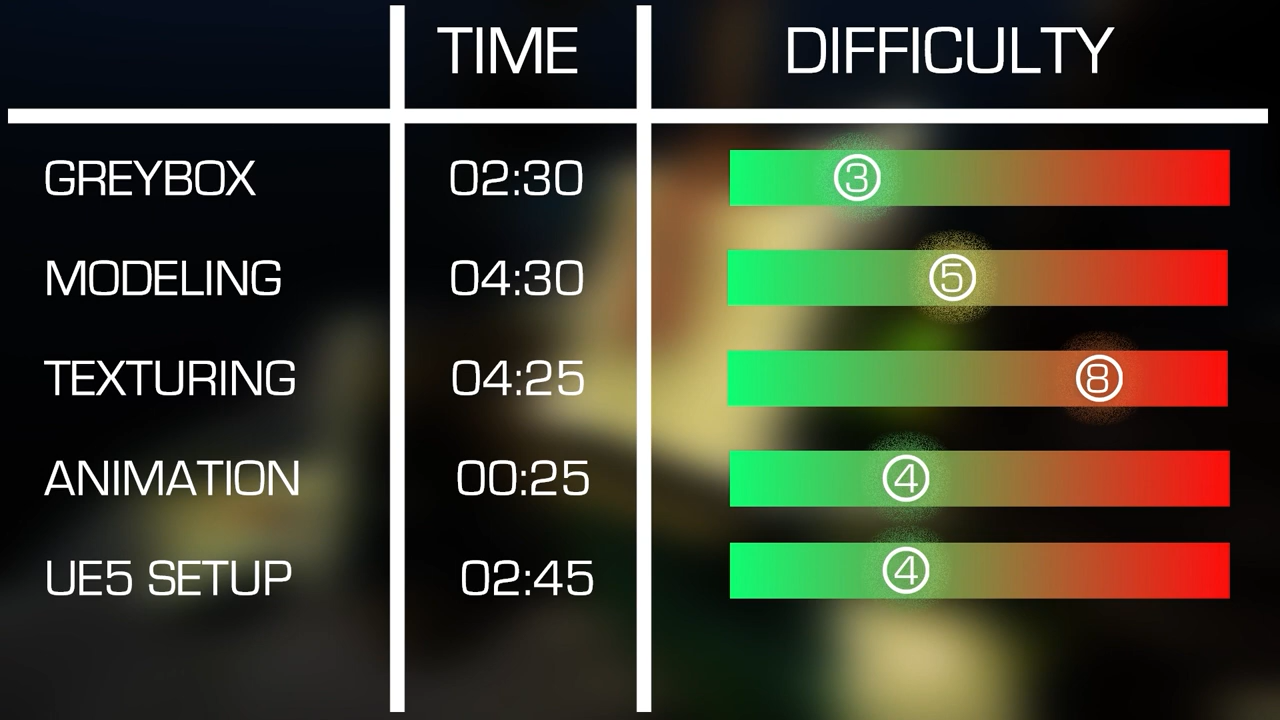 TIME DIFFICULTY
GREYBOX 02:30 3
MODELING 04:30 5
TEXTURING 04:25 8
ANIMATION 00:25 4
UE5 SETUP 02:45 4